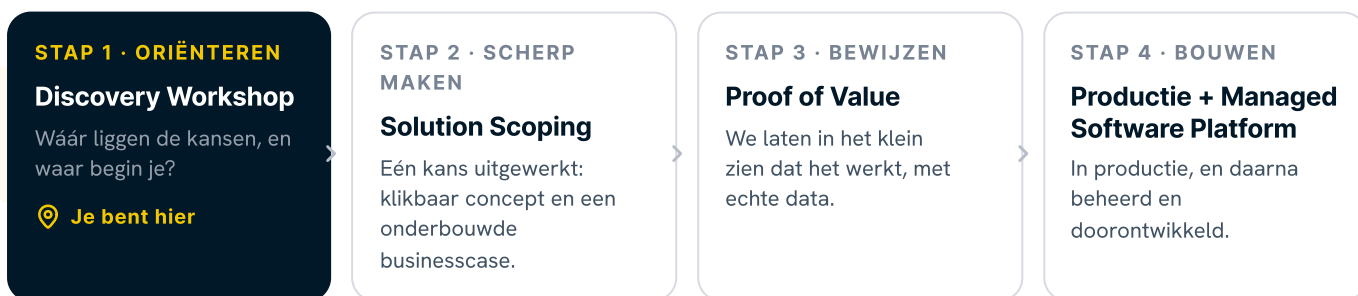 STAP 1 · ORIËNTEREN
Discovery Workshop
Wáár liggen de kansen, en
waar begin je?
Je bent hier
STAP 2 · SCHERP
MAKEN
Solution Scoping
Eén kans uitgewerkt:
klikbaar concept en een
onderbouwde
businesscase.
STAP 3 · BEWIJZEN
Proof of Value
We laten in het klein
zien dat het werkt, met
echte data.
STAP 4 · BOUWEN
Productie + Managed
Software Platform
In productie, en daarna
beheerd en
doorontwikkeld.